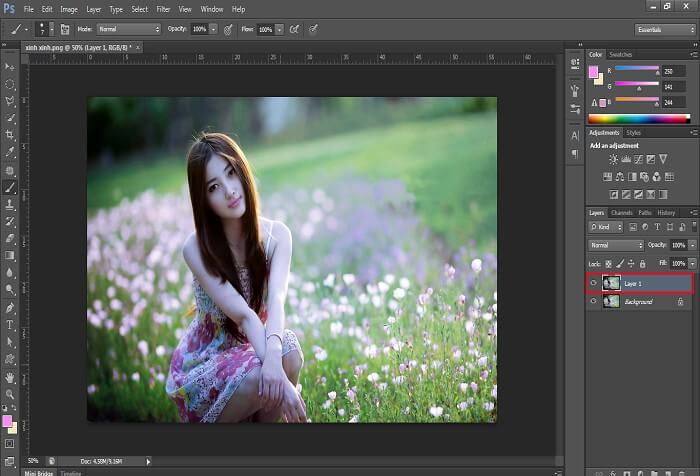 Ps File Edit Image Layer Type Select Filter View Window Help
7 Mode: Normal Opacity: 100% Flow: 100% Essentials
xinh xinh.png @ 50% (Layer 1, RGB/8) * ×
Color Swatches
R 250
G 141
B 244
Adjustments Styles
Add an adjustment
Layers Channels Paths History
Kind
Normal Opacity: 100%
Lock: Fill: 100%
Layer 1
Background
50% Doc: 4.58M/9.16M
Mini Bridge Timeline